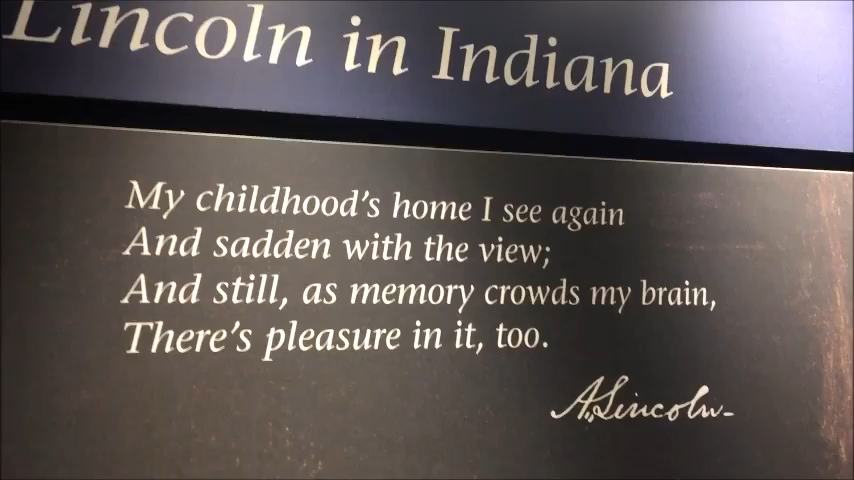 Lincoln in Indiana
My childhood's home I see again
And sadden with the view;
And still, as memory crowds my brain,
There's pleasure in it, too.
A. Lincoln